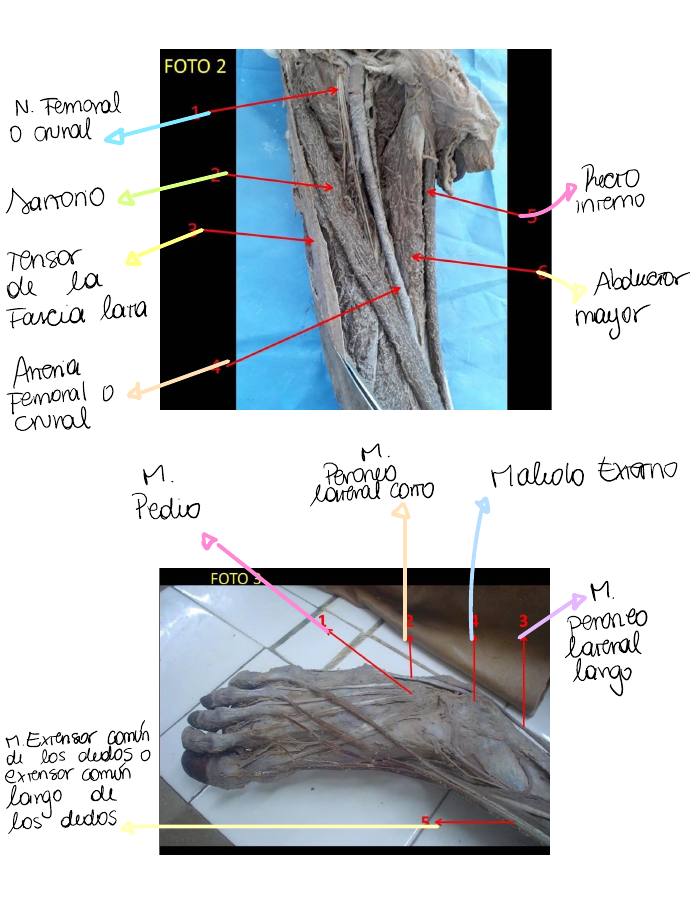 FOTO 2
N. Femoral
o crural
1
Sartorio
2
Tensor
de la
Fascia lata
3
Arteria
Femoral o
crural
4
Recto
interno
5
Abductor
mayor
6
M.
Pedio
M.
Peroneo
lateral corto
Maleolo Externo
FOTO 3
1
2
4
3
M.
peroneo
lateral
largo
M. Extensor común
de los dedos o
extensor común
largo de
los dedos
5